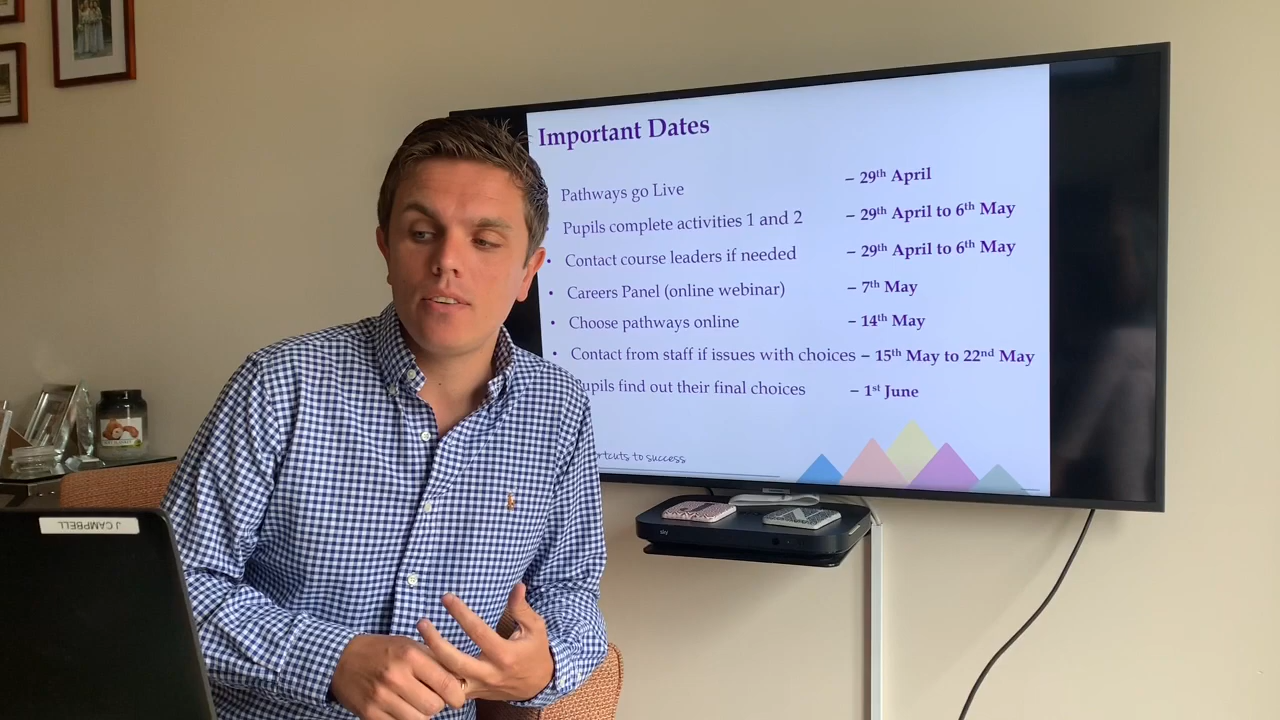 Important Dates
Pathways go Live – 29th April
Pupils complete activities 1 and 2 – 29th April to 6th May
• Contact course leaders if needed – 29th April to 6th May
• Careers Panel (online webinar) – 7th May
• Choose pathways online – 14th May
• Contact from staff if issues with choices – 15th May to 22nd May
Pupils find out their final choices – 1st June
to success
J CAMPBELL
sky